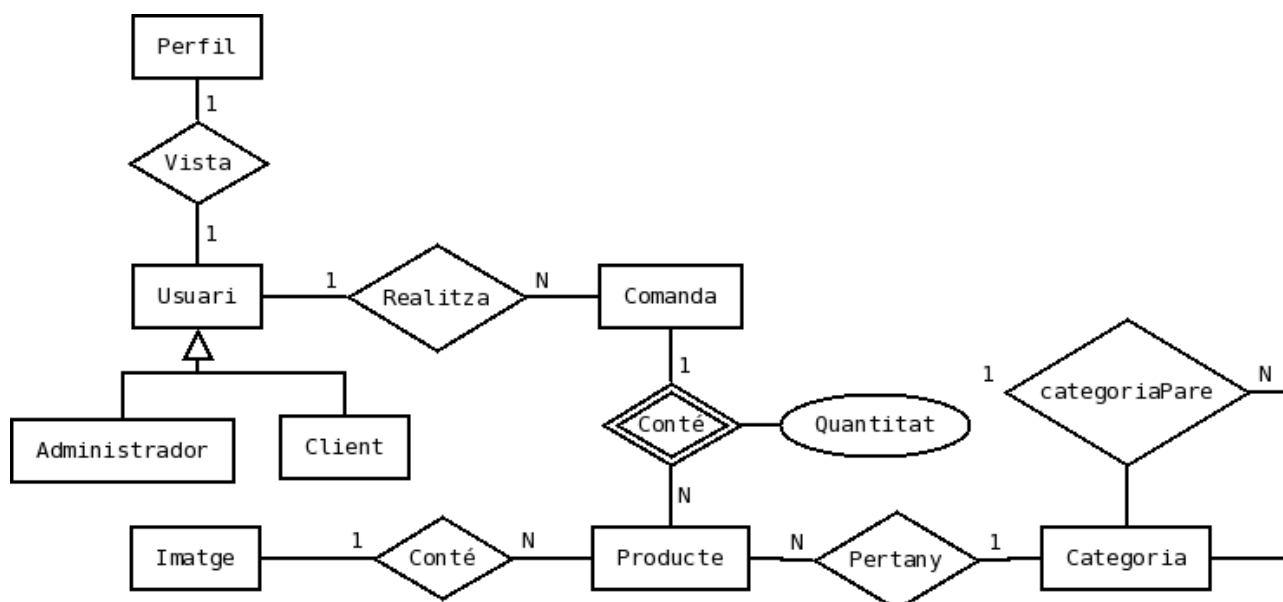 Perfil
1
Vista
1
Usuari
1
Realitza
N
Comanda
1
Conté
Quantitat
N
1
categoriaPare
N
Administrador
Client
Imatge
1
Conté
N
Producte
N
Pertany
1
Categoria